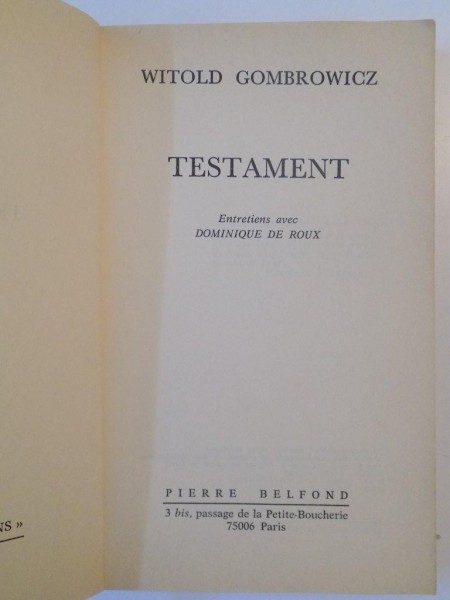 WITOLD GOMBROWICZ
TESTAMENT
Entretiens avec
DOMINIQUE DE ROUX
PIERRE BELFOND
3 bis, passage de la Petite-Boucherie
75006 Paris
NS »